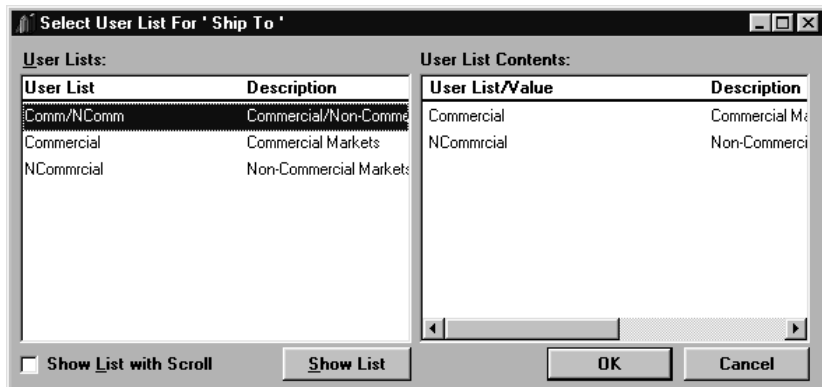 Select User List For ' Ship To '
User Lists:
User List Contents:
User List Description
User List/Value Description
Comm/NComm Commercial/Non-Comme
Commercial Commercial Ma
Commercial Commercial Markets
NCommrcial Non-Commerci
NCommrcial Non-Commercial Markets
Show List with Scroll
Show List
OK
Cancel